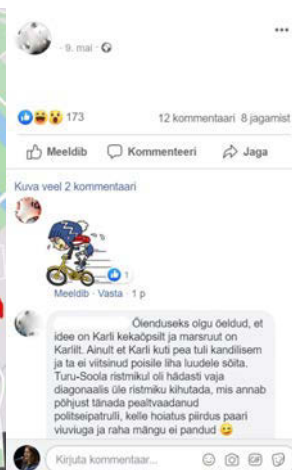 9. mai
173
12 kommentaari 8 jagamist
Meeldib Kommenteeri Jaga
Kuva veel 2 kommentaari
1
Meeldib · Vasta · 1 p
Õienduseks olgu öeldud, et
idee on Karli kekaöpsilt ja marsruut on
Karlilt. Ainult et Karli kuti pea tuli kandilisem
ja ta ei viitsinud poisile liha luudele sõita.
Turu-Soola ristmikul oli hädasti vaja
diagonaalis üle ristmiku kihutada, mis annab
põhjust tänada pealtvaadanud
politseipatrulli, kelle hoiatus piirdus paari
viuviuga ja raha mängu ei pandud 😉
Kirjuta kommentaar...
GIF